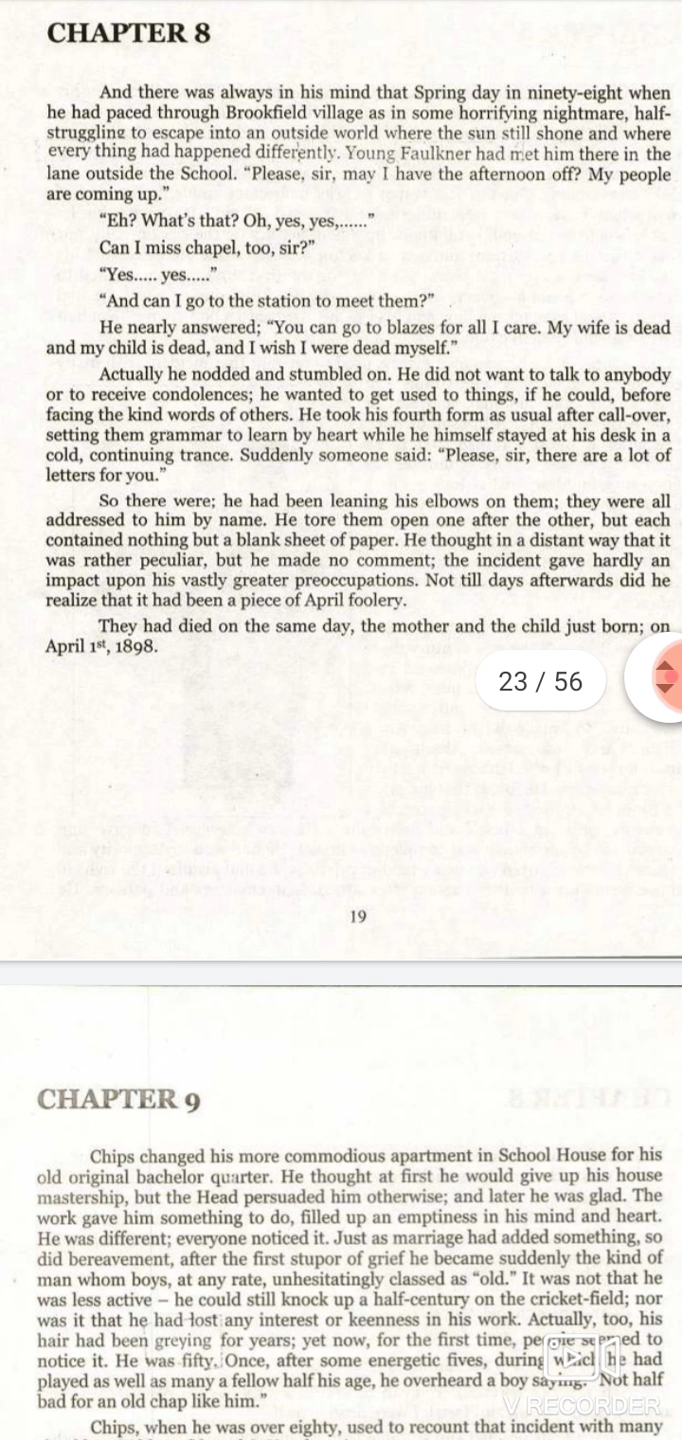 CHAPTER 8
And there was always in his mind that Spring day in ninety-eight when
he had paced through Brookfield village as in some horrifying nightmare, half-
struggling to escape into an outside world where the sun still shone and where
every thing had happened differently. Young Faulkner had met him there in the
lane outside the School. “Please, sir, may I have the afternoon off? My people
are coming up.”
“Eh? What’s that? Oh, yes, yes,......”
Can I miss chapel, too, sir?”
“Yes..... yes.....”
“And can I go to the station to meet them?”
He nearly answered; “You can go to blazes for all I care. My wife is dead
and my child is dead, and I wish I were dead myself.”
Actually he nodded and stumbled on. He did not want to talk to anybody
or to receive condolences; he wanted to get used to things, if he could, before
facing the kind words of others. He took his fourth form as usual after call-over,
setting them grammar to learn by heart while he himself stayed at his desk in a
cold, continuing trance. Suddenly someone said: “Please, sir, there are a lot of
letters for you.”
So there were; he had been leaning his elbows on them; they were all
addressed to him by name. He tore them open one after the other, but each
contained nothing but a blank sheet of paper. He thought in a distant way that it
was rather peculiar, but he made no comment; the incident gave hardly an
impact upon his vastly greater preoccupations. Not till days afterwards did he
realize that it had been a piece of April foolery.
They had died on the same day, the mother and the child just born; on
April 1st, 1898.
23 / 56
19
CHAPTER 9
Chips changed his more commodious apartment in School House for his
old original bachelor quarter. He thought at first he would give up his house
mastership, but the Head persuaded him otherwise; and later he was glad. The
work gave him something to do, filled up an emptiness in his mind and heart.
He was different; everyone noticed it. Just as marriage had added something, so
did bereavement, after the first stupor of grief he became suddenly the kind of
man whom boys, at any rate, unhesitatingly classed as “old.” It was not that he
was less active – he could still knock up a half-century on the cricket-field; nor
was it that he had lost any interest or keenness in his work. Actually, too, his
hair had been greying for years; yet now, for the first time, people seemed to
notice it. He was fifty. Once, after some energetic fives, during which he had
played as well as many a fellow half his age, he overheard a boy saying: “Not half
bad for an old chap like him.”
V RECORDER
Chips, when he was over eighty, used to recount that incident with many